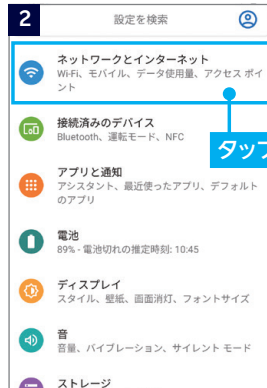 2
設定を検索
ネットワークとインターネット
Wi-Fi、モバイル、データ使用量、アクセス ポイ
ント
接続済みのデバイス
Bluetooth、運転モード、NFC
タップ
アプリと通知
アシスタント、最近使ったアプリ、デフォルト
のアプリ
電池
89% - 電池切れの推定時刻: 10:45
ディスプレイ
スタイル、壁紙、画面消灯、フォントサイズ
音
音量、バイブレーション、サイレント モード
ストレージ